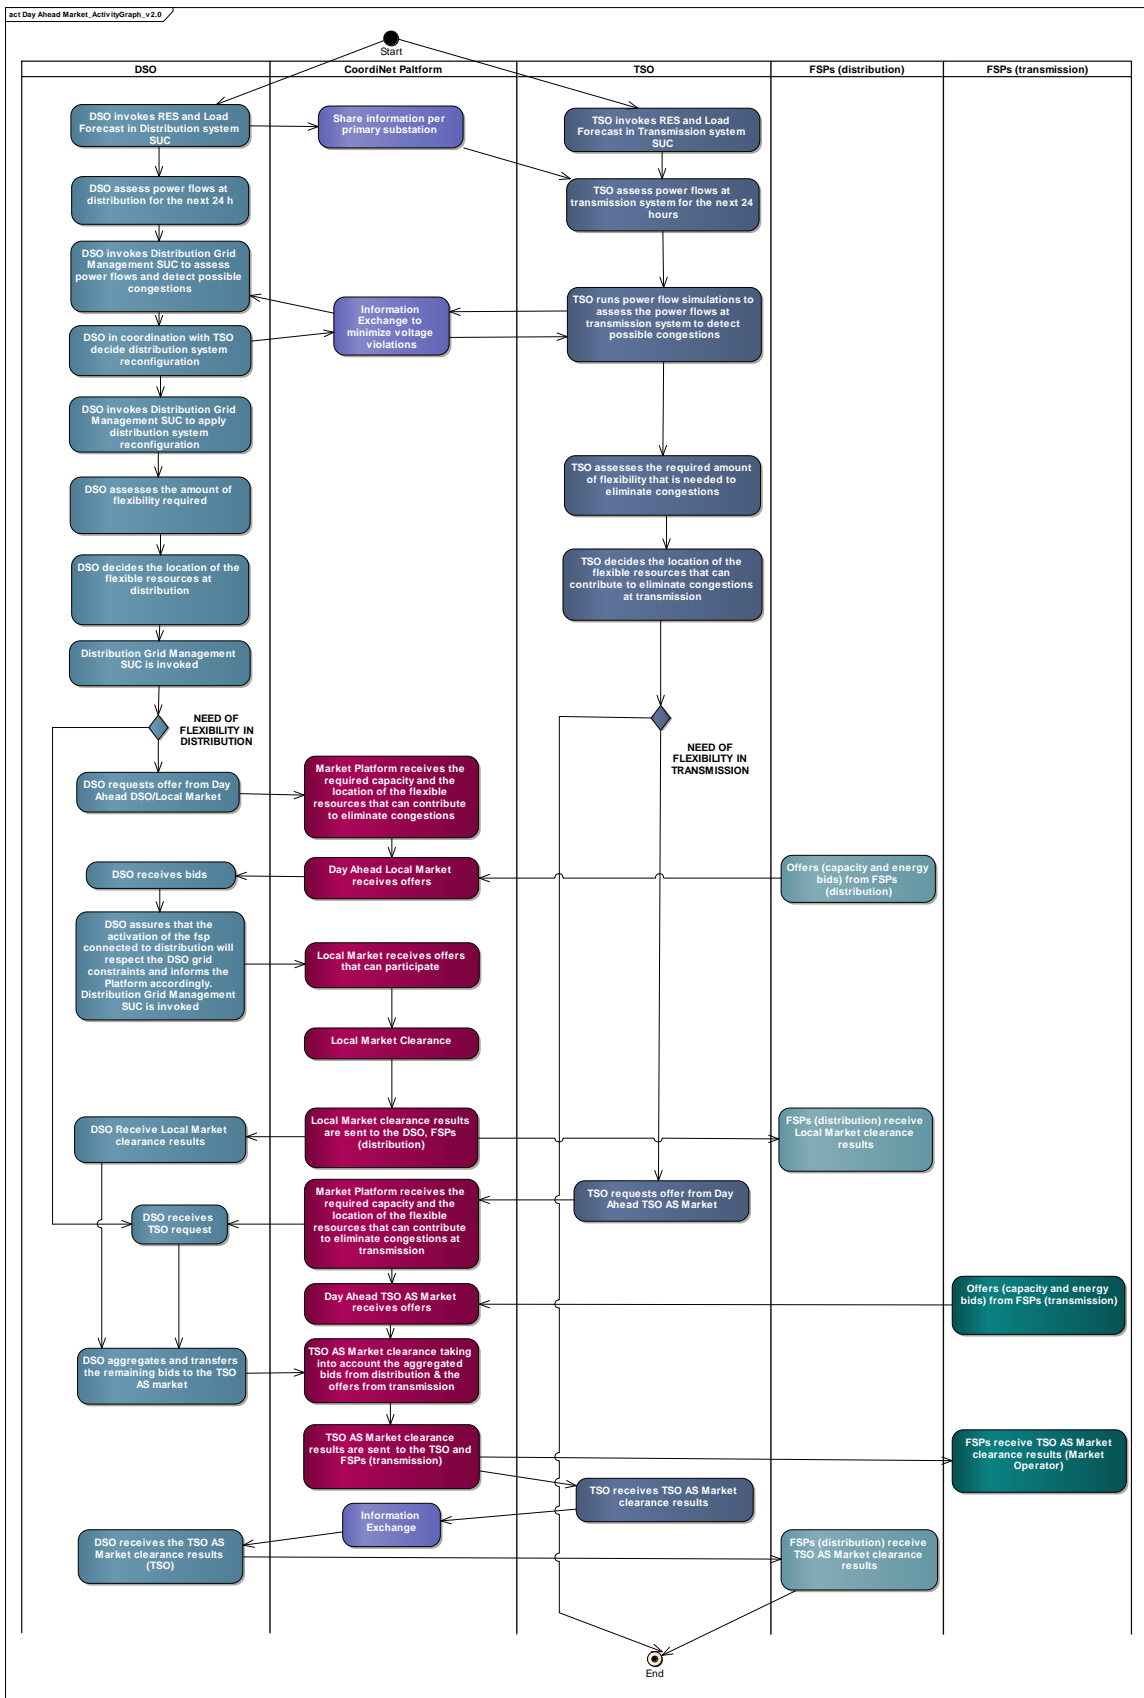 act Day Ahead Market_ActivityGraph_v2.0
Start
DSO
CoordiNet Paltform
TSO
FSPs (distribution)
FSPs (transmission)
DSO invokes RES and Load
Forecast in Distribution system
SUC
Share information per
primary substation
TSO invokes RES and Load
Forecast in Transmission system
SUC
DSO assess power flows at
distribution for the next 24 h
TSO assess power flows at
transmission system for the next 24
hours
DSO invokes Distribution Grid
Management SUC to assess
power flows and detect possible
congestions
Information
Exchange to
minimize voltage
violations
TSO runs power flow simulations to
assess the power flows at
transmission system to detect
possible congestions
DSO in coordination with TSO
decide distribution system
reconfiguration
DSO invokes Distribution Grid
Management SUC to apply
distribution system
reconfiguration
TSO assesses the required amount
of flexibility that is needed to
eliminate congestions
DSO assesses the amount of
flexibility required
DSO decides the location of the
flexible resources at
distribution
TSO decides the location of the
flexible resources that can
contribute to eliminate congestions
at transmission
Distribution Grid Management
SUC is invoked
NEED OF
FLEXIBILITY IN
DISTRIBUTION
NEED OF
FLEXIBILITY IN
TRANSMISSION
DSO requests offer from Day
Ahead DSO/Local Market
Market Platform receives the
required capacity and the
location of the flexible
resources that can contribute
to eliminate congestions
DSO receives bids
Day Ahead Local Market
receives offers
Offers (capacity and energy
bids) from FSPs
(distribution)
DSO assures that the
activation of the fsp
connected to distribution will
respect the DSO grid
constraints and informs the
Platform accordingly.
Distribution Grid Management
SUC is invoked
Local Market receives offers
that can participate
Local Market Clearance
DSO Receive Local Market
clearance results
Local Market clearance results
are sent to the DSO, FSPs
(distribution)
FSPs (distribution) receive
Local Market clearance
results
Market Platform receives the
required capacity and the
location of the flexible
resources that can contribute
to eliminate congestions at
transmission
TSO requests offer from Day
Ahead TSO AS Market
DSO receives
TSO request
Day Ahead TSO AS Market
receives offers
Offers (capacity and energy
bids) from FSPs (transmission)
DSO aggregates and transfers
the remaining bids to the TSO
AS market
TSO AS Market clearance taking
into account the aggregated
bids from distribution & the
offers from transmission
TSO AS Market clearance
results are sent to the TSO and
FSPs (transmission)
FSPs receive TSO AS Market
clearance results (Market
Operator)
TSO receives TSO AS Market
clearance results
Information
Exchange
DSO receives the TSO AS
Market clearance results
(TSO)
FSPs (distribution) receive
TSO AS Market clearance
results
End